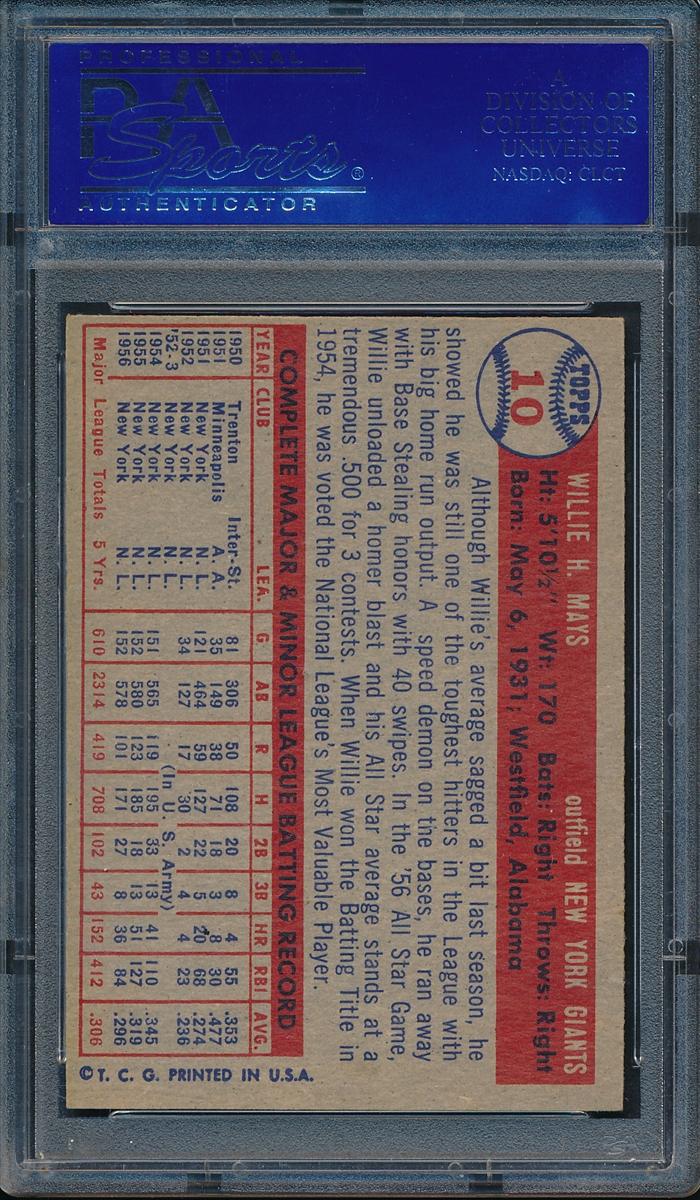 PROFESSIONAL
PSA
Sports®
AUTHENTICATOR
A
DIVISION OF
COLLECTORS
UNIVERSE
NASDAQ: CLCT
TOPPS
10
WILLIE H. MAYS outfield NEW YORK GIANTS
Ht: 5'10½" Wt: 170 Bats: Right Throws: Right
Born: May 6, 1931; Westfield, Alabama
Although Willie's average sagged a bit last season, he
showed he was still one of the toughest hitters in the League with
his big home run output. A speed demon on the bases, he ran away
with Base Stealing honors with 40 swipes. In the '56 All Star Game,
Willie unloaded a homer blast and his All Star average stands at a
tremendous .500 for 3 contests. When Willie won the Batting Title in
1954, he was voted the National League's Most Valuable Player.
COMPLETE MAJOR & MINOR LEAGUE BATTING RECORD
YEAR CLUB LEA. G AB R H 2B 3B HR RBI AVG.
1950 Trenton Inter-St. 81 306 50 108 20 8 4 55 .353
1951 Minneapolis A. A. 35 149 38 71 18 3 8 30 .477
1951 New York N. L. 121 464 59 127 22 5 20 68 .274
1952 New York N. L. 34 127 17 30 2 4 4 23 .236
'52-3 New York N. L. (In U. S. Army)
1954 New York N. L. 151 565 119 195 33 13 41 110 .345
1955 New York N. L. 152 580 123 185 18 13 51 127 .319
1956 New York N. L. 152 578 101 171 27 8 36 84 .296
Major League Totals 5 Yrs. 610 2314 419 708 102 43 152 412 .306
© T. C. G. PRINTED IN U.S.A.